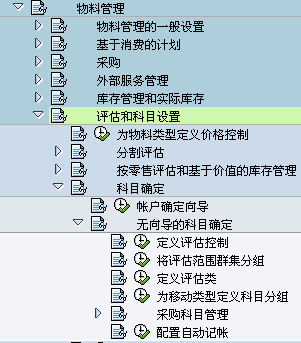 物料管理
物料管理的一般设置
基于消费的计划
采购
外部服务管理
库存管理和实际库存
评估和科目设置
为物料类型定义价格控制
分割评估
按零售评估和基于价值的库存管理
科目确定
帐户确定向导
无向导的科目确定
定义评估控制
将评估范围群集分组
定义评估类
为移动类型定义科目分组
采购科目管理
配置自动记帐